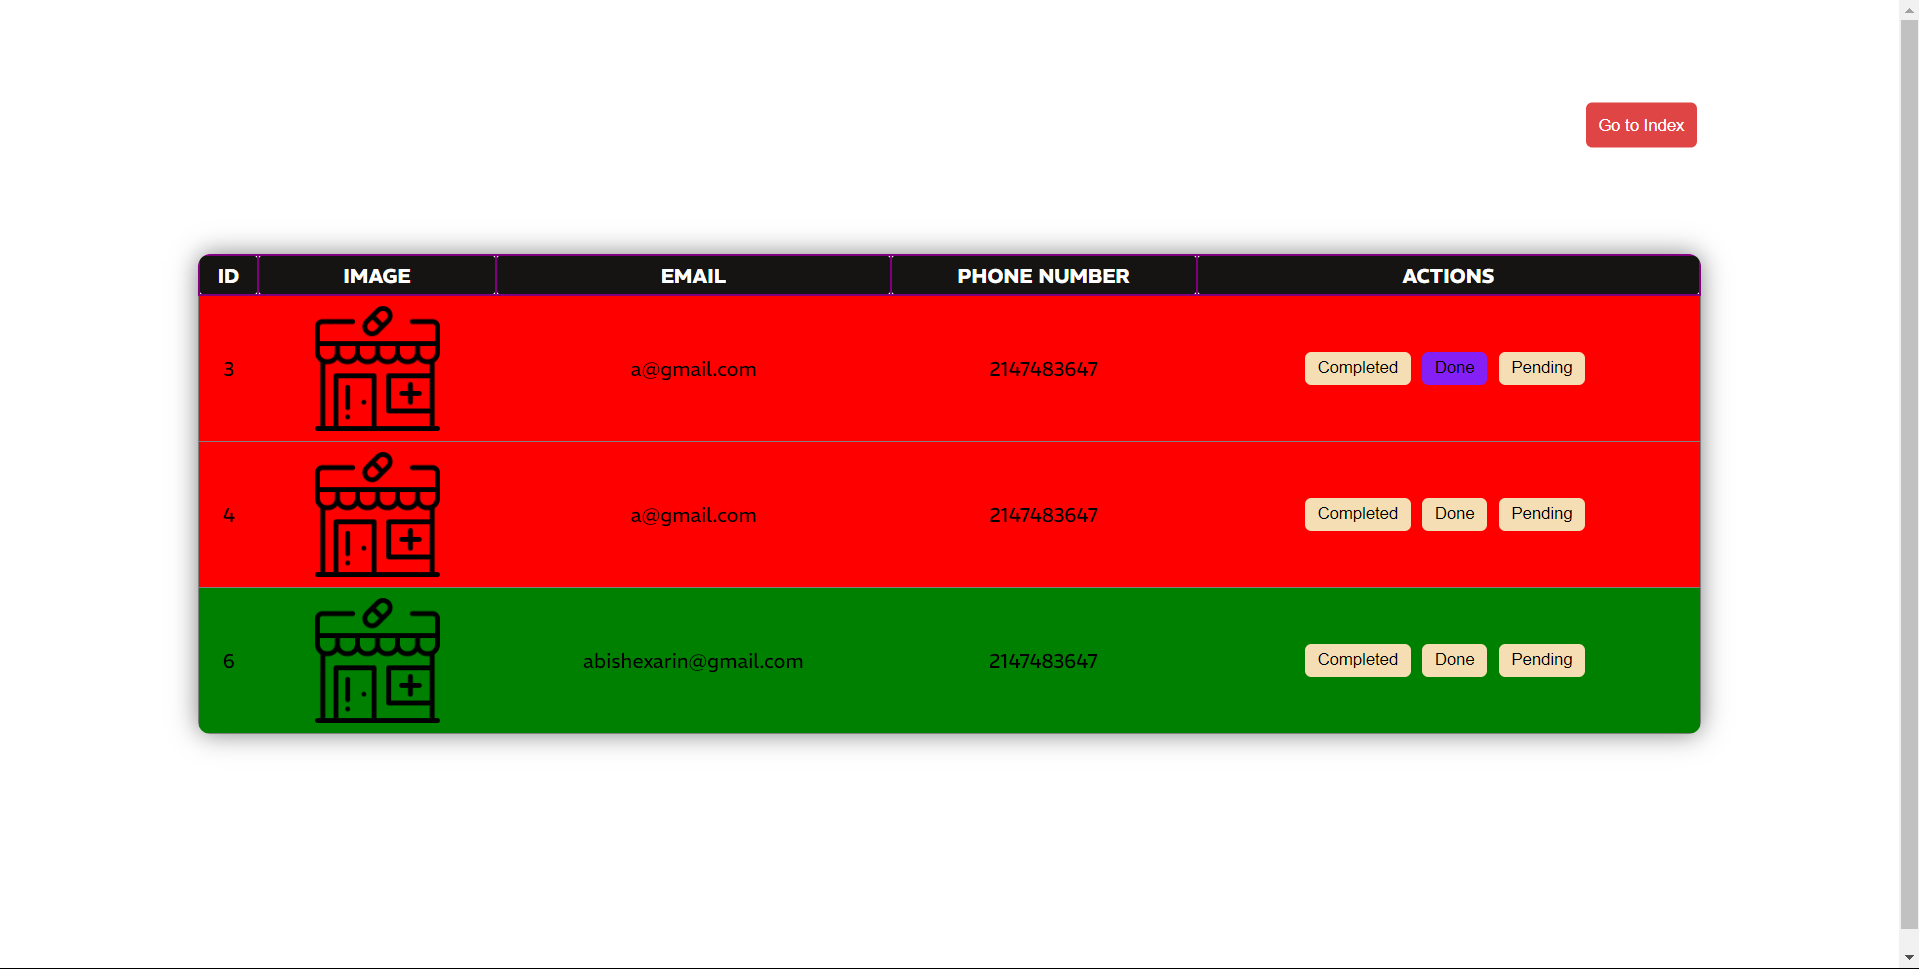 Go to Index
ID IMAGE EMAIL PHONE NUMBER ACTIONS
3 a@gmail.com 2147483647 Completed Done Pending
4 a@gmail.com 2147483647 Completed Done Pending
6 abishexarin@gmail.com 2147483647 Completed Done Pending